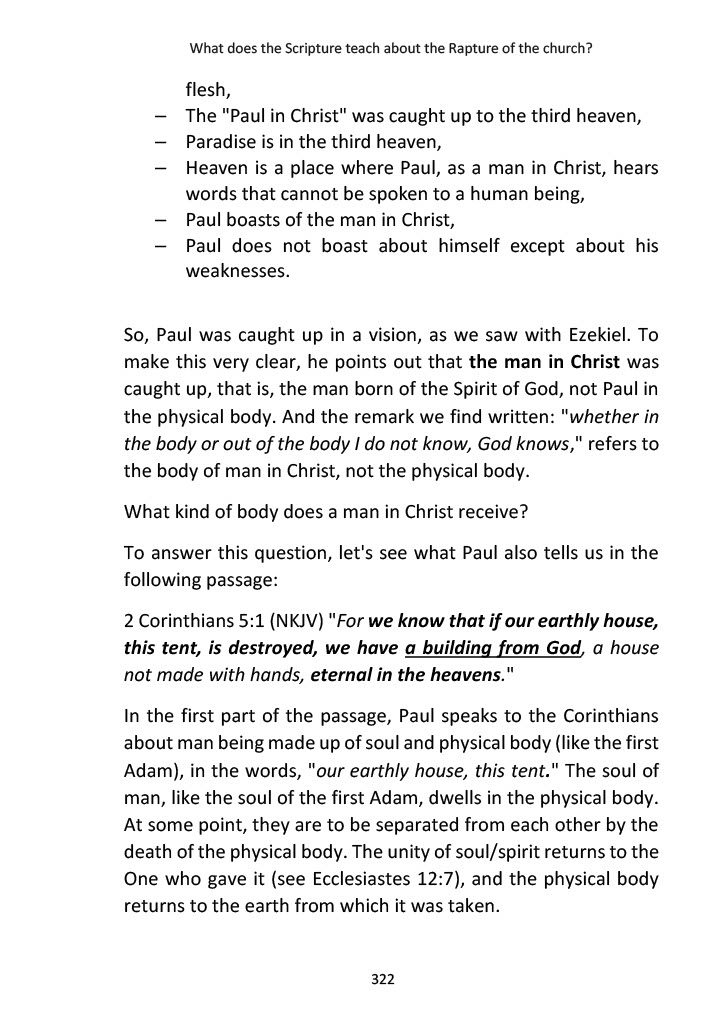 What does the Scripture teach about the Rapture of the church?
flesh,
– The "Paul in Christ" was caught up to the third heaven,
– Paradise is in the third heaven,
– Heaven is a place where Paul, as a man in Christ, hears
words that cannot be spoken to a human being,
– Paul boasts of the man in Christ,
– Paul does not boast about himself except about his
weaknesses.
So, Paul was caught up in a vision, as we saw with Ezekiel. To
make this very clear, he points out that the man in Christ was
caught up, that is, the man born of the Spirit of God, not Paul in
the physical body. And the remark we find written: "whether in
the body or out of the body I do not know, God knows," refers to
the body of man in Christ, not the physical body.
What kind of body does a man in Christ receive?
To answer this question, let's see what Paul also tells us in the
following passage:
2 Corinthians 5:1 (NKJV) "For we know that if our earthly house,
this tent, is destroyed, we have a building from God, a house
not made with hands, eternal in the heavens."
In the first part of the passage, Paul speaks to the Corinthians
about man being made up of soul and physical body (like the first
Adam), in the words, "our earthly house, this tent." The soul of
man, like the soul of the first Adam, dwells in the physical body.
At some point, they are to be separated from each other by the
death of the physical body. The unity of soul/spirit returns to the
One who gave it (see Ecclesiastes 12:7), and the physical body
returns to the earth from which it was taken.
322